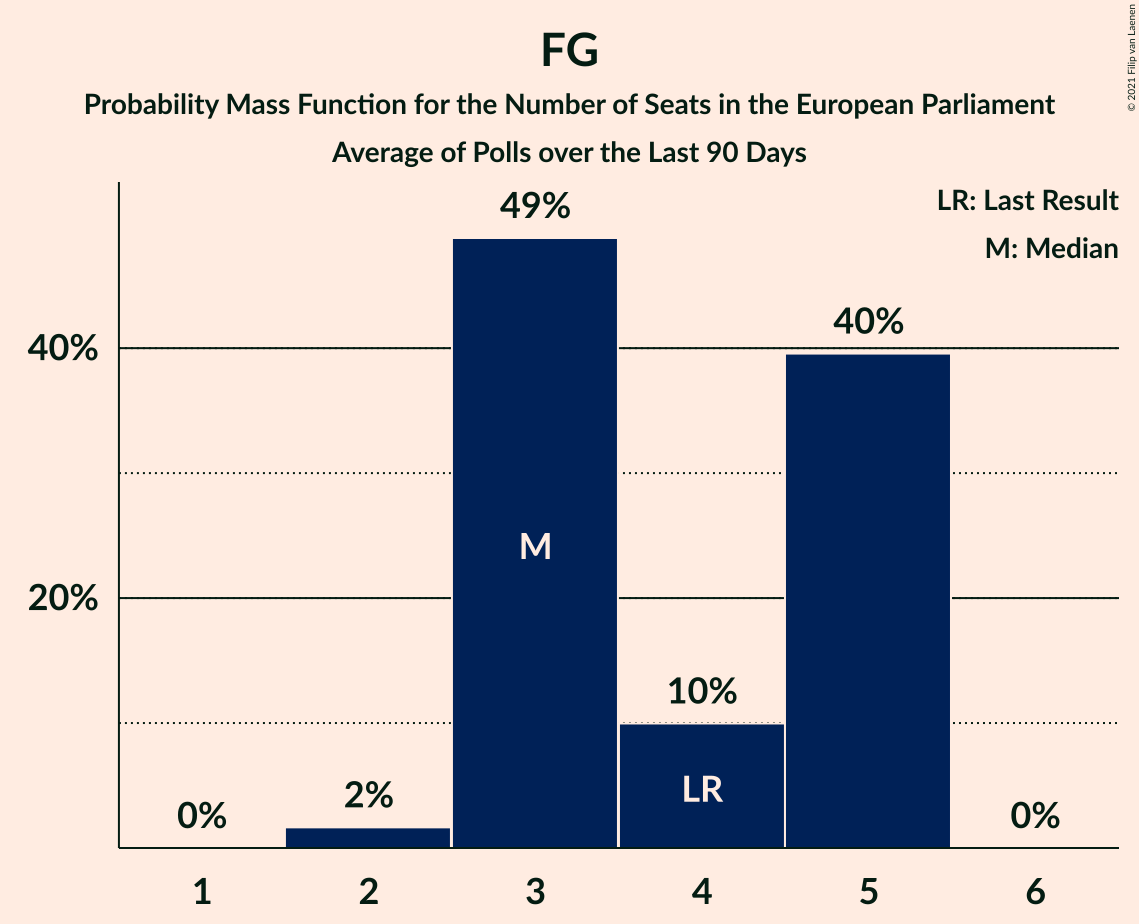 FG
Probability Mass Function for the Number of Seats in the European Parliament
Average of Polls over the Last 90 Days
© 2021 Filip van Laenen
LR: Last Result
M: Median
49%
40%
40%
M
20%
10%
LR
2%
0%
0%
1 2 3 4 5 6